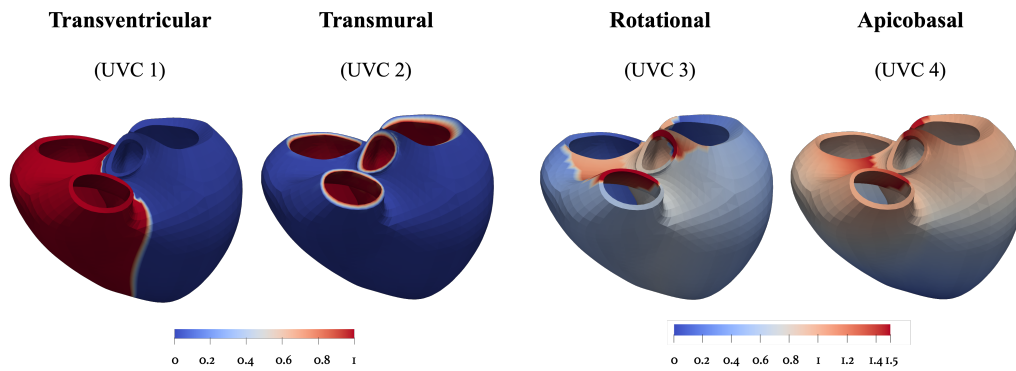 Transventricular Transmural Rotational Apicobasal
(UVC 1) (UVC 2) (UVC 3) (UVC 4)
0 0.2 0.4 0.6 0.8 1 0 0.2 0.4 0.6 0.8 1 1.2 1.4 1.5